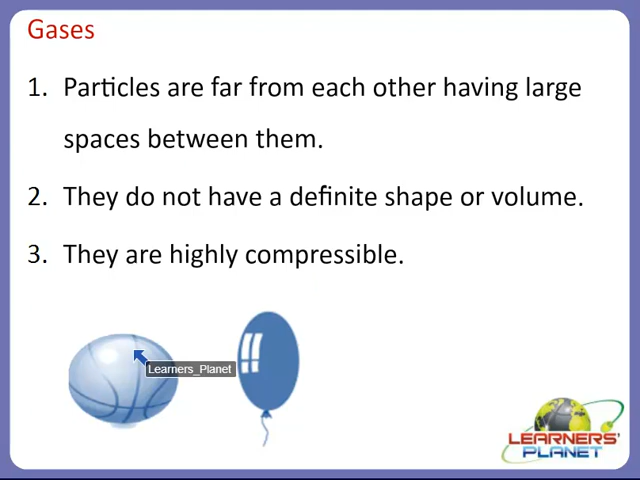 Gases
1. Particles are far from each other having large
spaces between them.
2. They do not have a definite shape or volume.
3. They are highly compressible.
Learners_Planet
LEARNERS'
PLANET